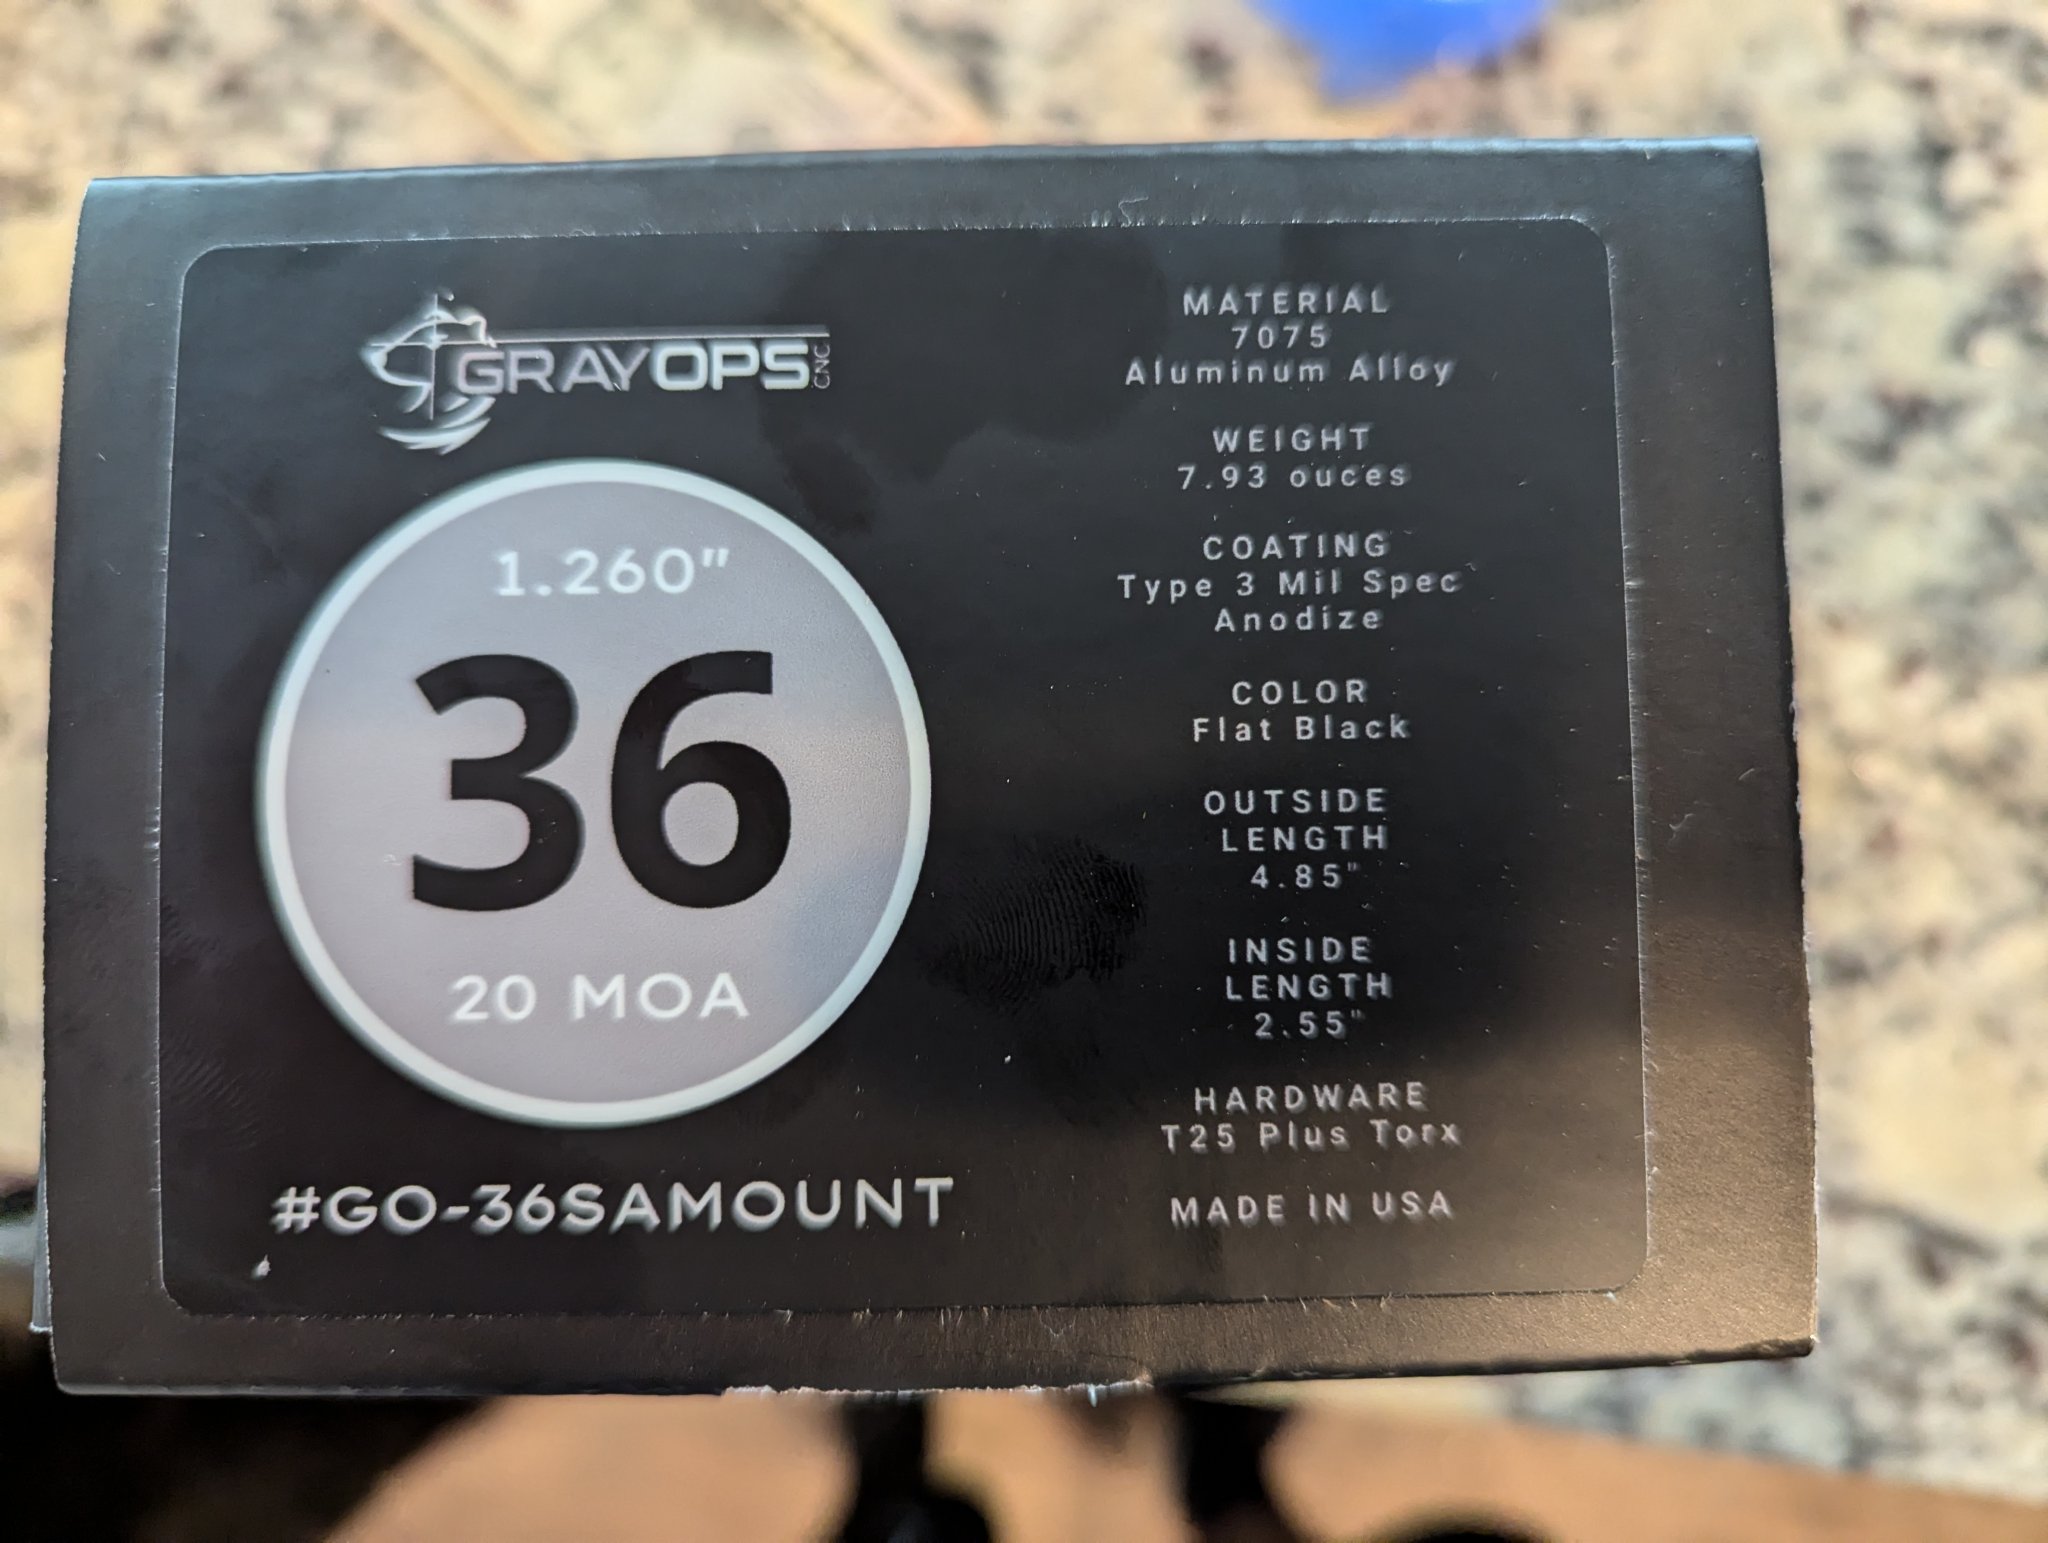 GRAYOPS CNC
1.260"
36
20 MOA
#GO-36SAMOUNT
MATERIAL
7075
Aluminum Alloy
WEIGHT
7.93 ounces
COATING
Type 3 Mil Spec
Anodize
COLOR
Flat Black
OUTSIDE
LENGTH
4.85"
INSIDE
LENGTH
2.55"
HARDWARE
T25 Plus Torx
MADE IN USA